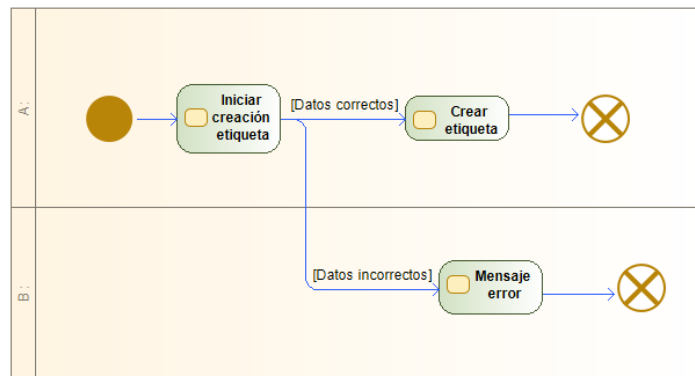 A :
Iniciar
creación
etiqueta
[Datos correctos]
Crear
etiqueta
B :
[Datos incorrectos]
Mensaje
error